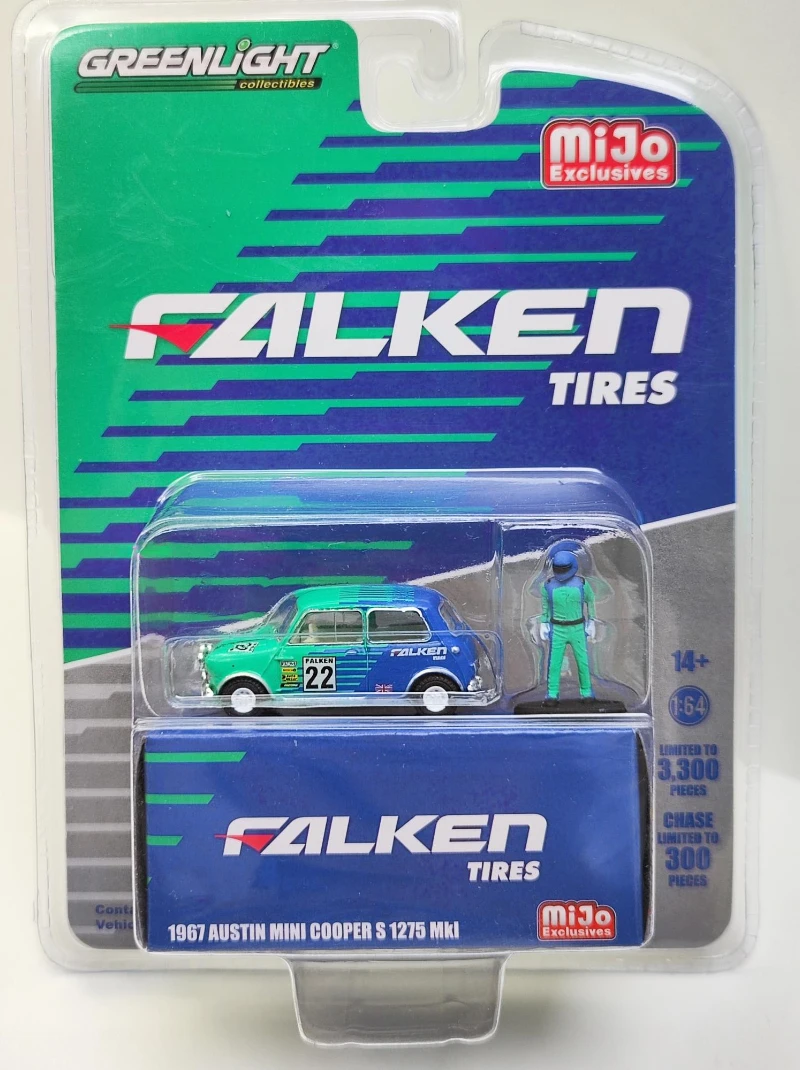 GREENLIGHT
collectibles
MiJo
Exclusives
FALKEN
TIRES
FALKEN
22
FALKEN
TIRES
14+
1:64
LIMITED TO
3,300
PIECES
CHASE
LIMITED TO
300
PIECES
FALKEN
TIRES
1967 AUSTIN MINI COOPER S 1275 MkI
MiJo
Exclusives